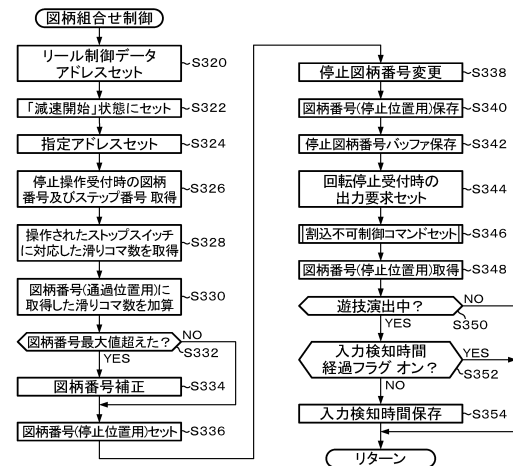 図柄組合せ制御
リール制御データ
アドレスセット
S320
「減速開始」状態にセット
S322
指定アドレスセット
S324
停止操作受付時の図柄
番号及びステップ番号 取得
S326
操作されたストップスイッチ
に対応した滑りコマ数を取得
S328
図柄番号(通過位置用)に
取得した滑りコマ数を加算
S330
図柄番号最大値超えた?
NO
S332
YES
図柄番号補正
S334
図柄番号(停止位置用)セット
S336
停止図柄番号変更
S338
図柄番号(停止位置用)保存
S340
停止図柄番号バッファ保存
S342
回転停止受付時の
出力要求セット
S344
割込不可制御コマンドセット
S346
図柄番号(停止位置用)取得
S348
遊技演出中?
NO
S350
YES
入力検知時間
経過フラグ オン?
YES
S352
NO
入力検知時間保存
S354
リターン